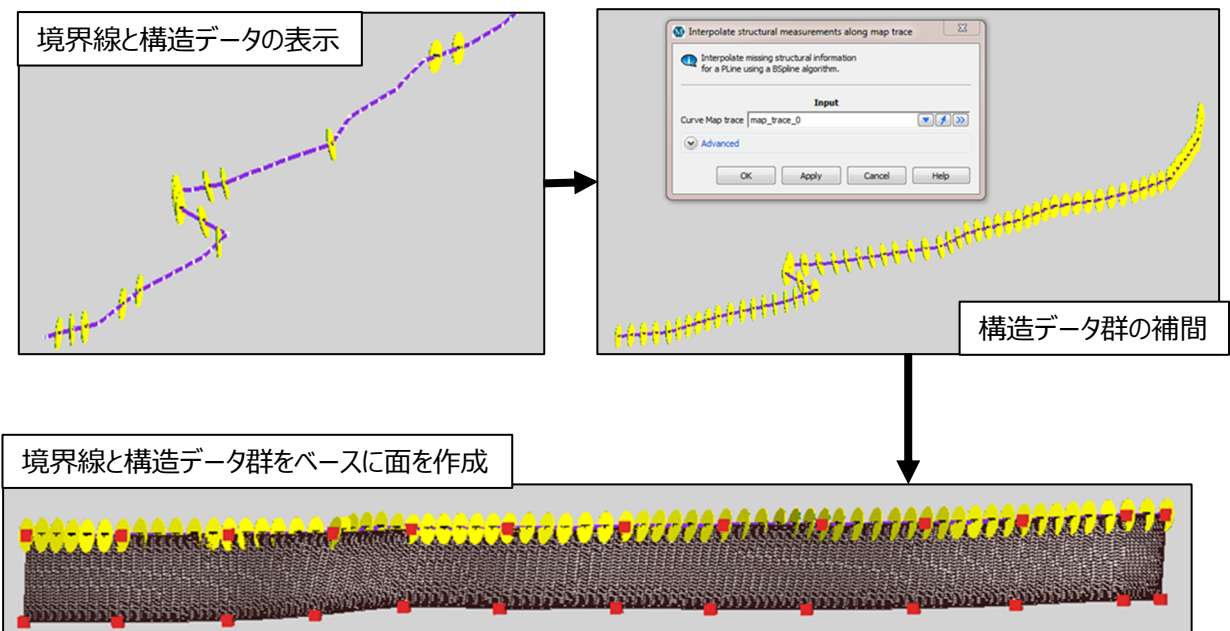 境界線と構造データの表示
Interpolate structural measurements along map trace
Interpolate missing structural information
for a PLine using a BSpline algorithm.
Input
Curve Map trace map_trace_0
Advanced
OK Apply Cancel Help
構造データ群の補間
境界線と構造データ群をベースに面を作成